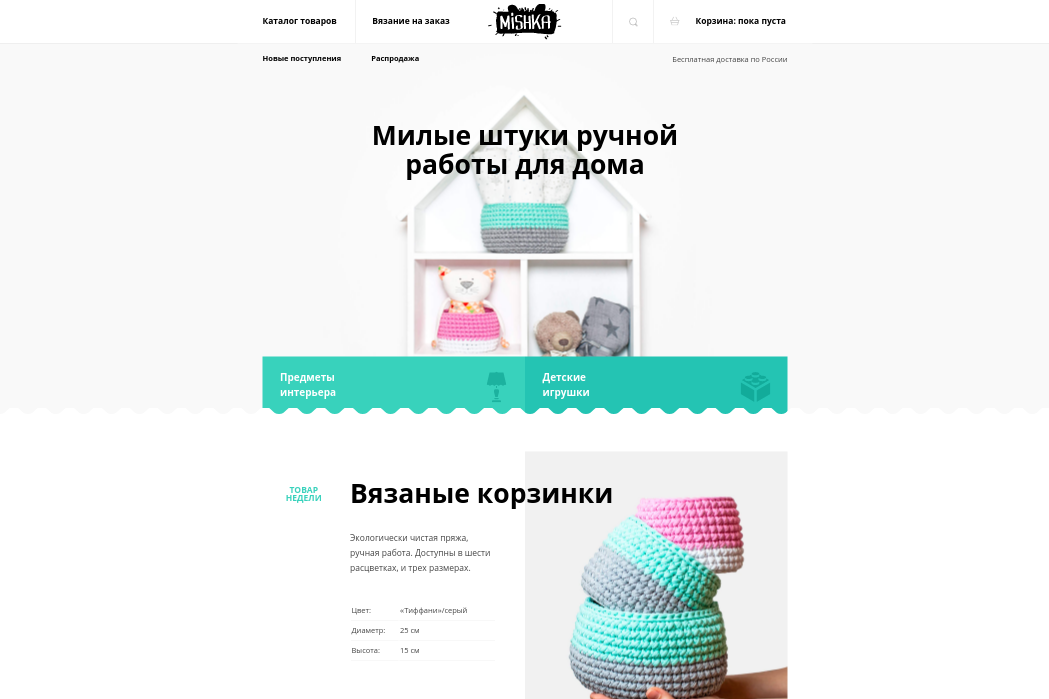 Каталог товаров
Вязание на заказ
MiSHKA
Корзина: пока пуста
Новые поступления
Распродажа
Бесплатная доставка по России
Милые штуки ручной
работы для дома
Предметы
интерьера
Детские
игрушки
ТОВАР
НЕДЕЛИ
Вязаные корзинки
Экологически чистая пряжа,
ручная работа. Доступны в шести
расцветках, и трех размерах.
Цвет: «Тиффани»/серый
Диаметр: 25 см
Высота: 15 см